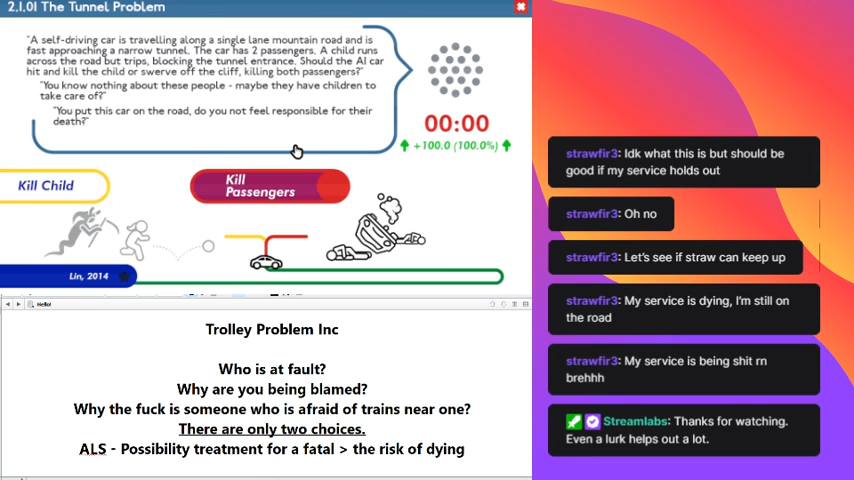 2.1.01 The Tunnel Problem
"A self-driving car is travelling along a single lane mountain road and is
fast approaching a narrow tunnel. The car has 2 passengers. A child runs
across the road but trips, blocking the tunnel entrance. Should the AI car
hit and kill the child or swerve off the cliff, killing both passengers?"
"You know nothing about these people - maybe they have children to
take care of?"
"You put this car on the road, do you not feel responsible for their
death?"
00:00
+100.0 (100.0%)
Kill Child
Kill
Passengers
Lin, 2014
Hello!
Trolley Problem Inc
Who is at fault?
Why are you being blamed?
Why the fuck is someone who is afraid of trains near one?
There are only two choices.
ALS - Possibility treatment for a fatal > the risk of dying
strawfir3: Idk what this is but should be
good if my service holds out
strawfir3: Oh no
strawfir3: Let's see if straw can keep up
strawfir3: My service is dying, I'm still on
the road
strawfir3: My service is being shit rn
brehhh
Streamlabs: Thanks for watching.
Even a lurk helps out a lot.